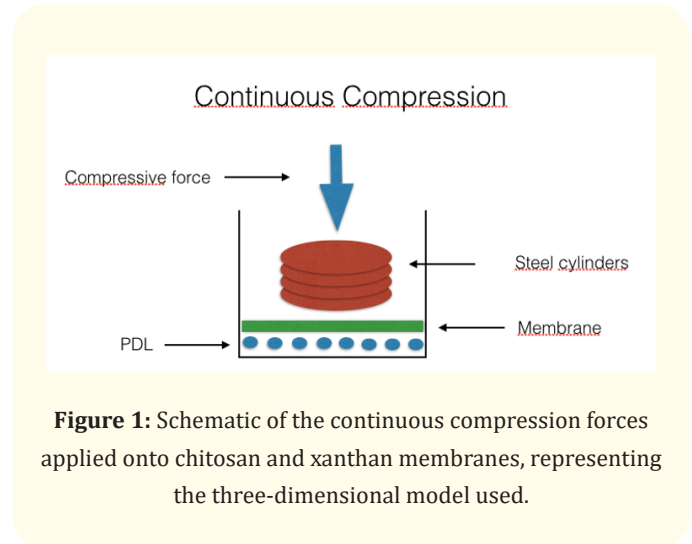 Continuous Compression
Compressive force
Steel cylinders
Membrane
PDL
Figure 1: Schematic of the continuous compression forces
applied onto chitosan and xanthan membranes, representing
the three-dimensional model used.